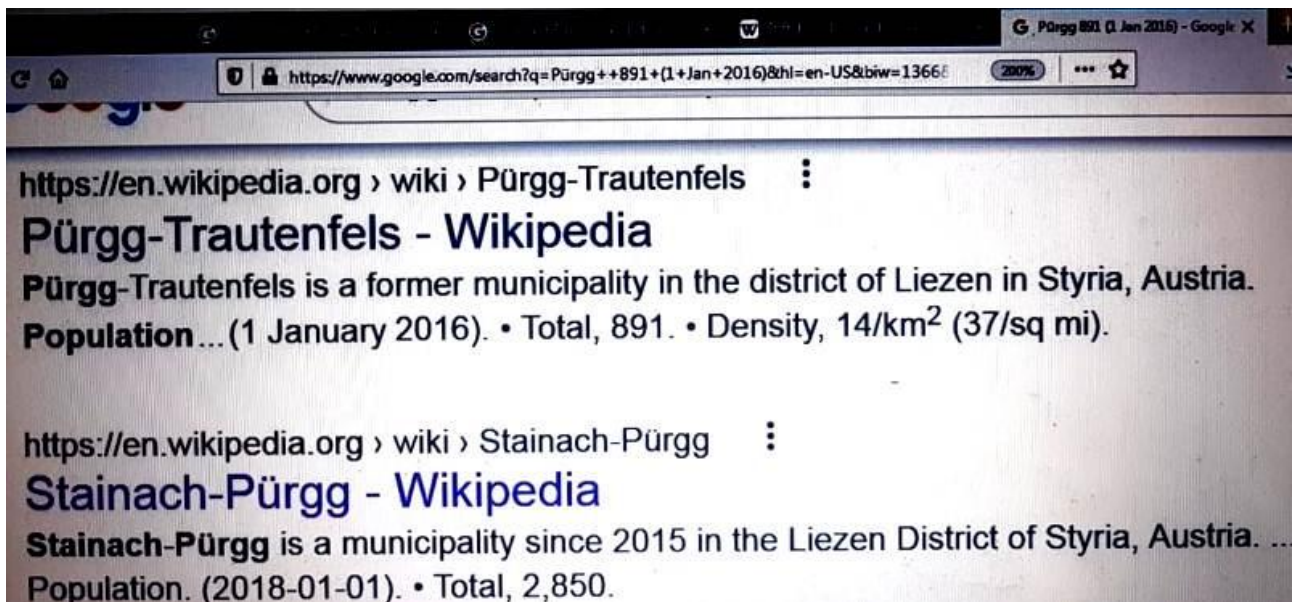 G Pürgg 891 (1 Jan 2016) - Google X
https://www.google.com/search?q=Pürgg++891+(1+Jan+2016)&hl=en-US&biw=1366& 200%
https://en.wikipedia.org › wiki › Pürgg-Trautenfels
Pürgg-Trautenfels - Wikipedia
Pürgg-Trautenfels is a former municipality in the district of Liezen in Styria, Austria.
Population...(1 January 2016). • Total, 891. • Density, 14/km² (37/sq mi).
https://en.wikipedia.org › wiki › Stainach-Pürgg
Stainach-Pürgg - Wikipedia
Stainach-Pürgg is a municipality since 2015 in the Liezen District of Styria, Austria. ...
Population. (2018-01-01). • Total, 2,850.